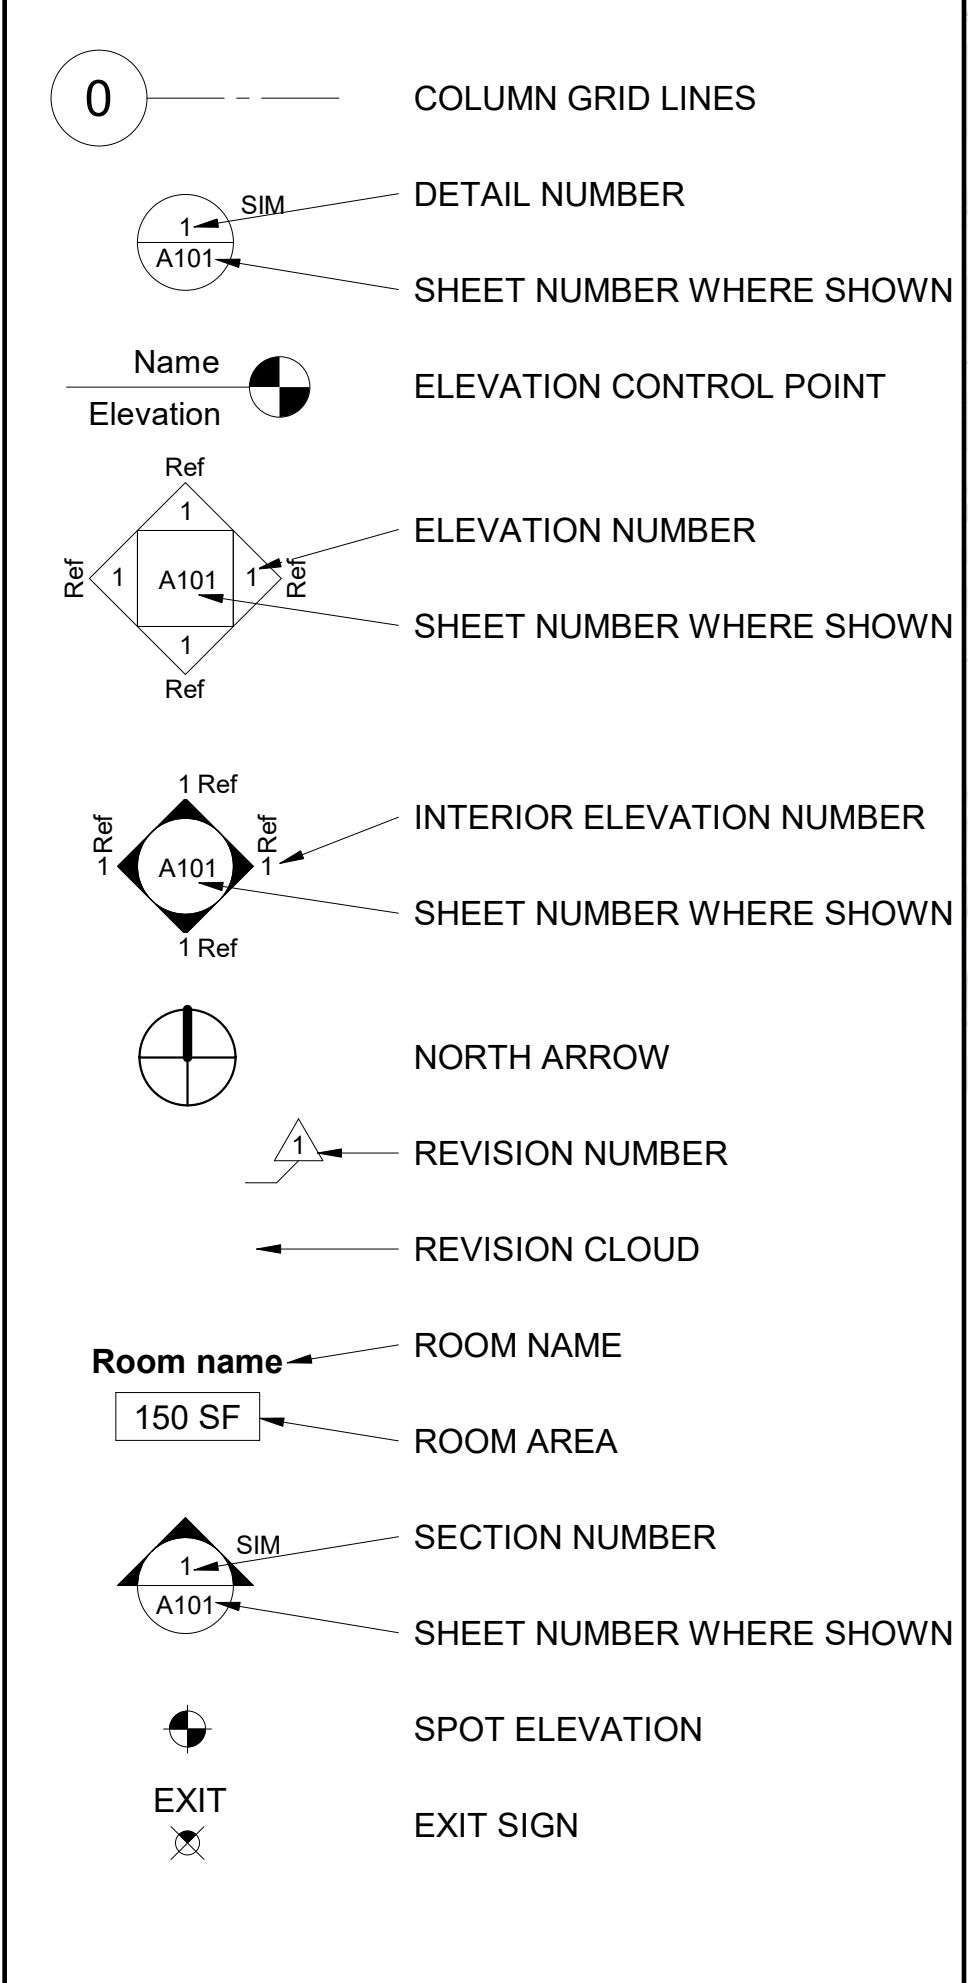 0 COLUMN GRID LINES
SIM DETAIL NUMBER
1
A101
SHEET NUMBER WHERE SHOWN
Name
ELEVATION CONTROL POINT
Elevation
Ref
1
ELEVATION NUMBER
Ref 1 A101 1 Ref
SHEET NUMBER WHERE SHOWN
1
Ref
1 Ref
Ref Ref INTERIOR ELEVATION NUMBER
1 A101 1
SHEET NUMBER WHERE SHOWN
1 Ref
NORTH ARROW
1 REVISION NUMBER
REVISION CLOUD
Room name ROOM NAME
150 SF
ROOM AREA
SIM SECTION NUMBER
1
A101
SHEET NUMBER WHERE SHOWN
SPOT ELEVATION
EXIT
EXIT SIGN